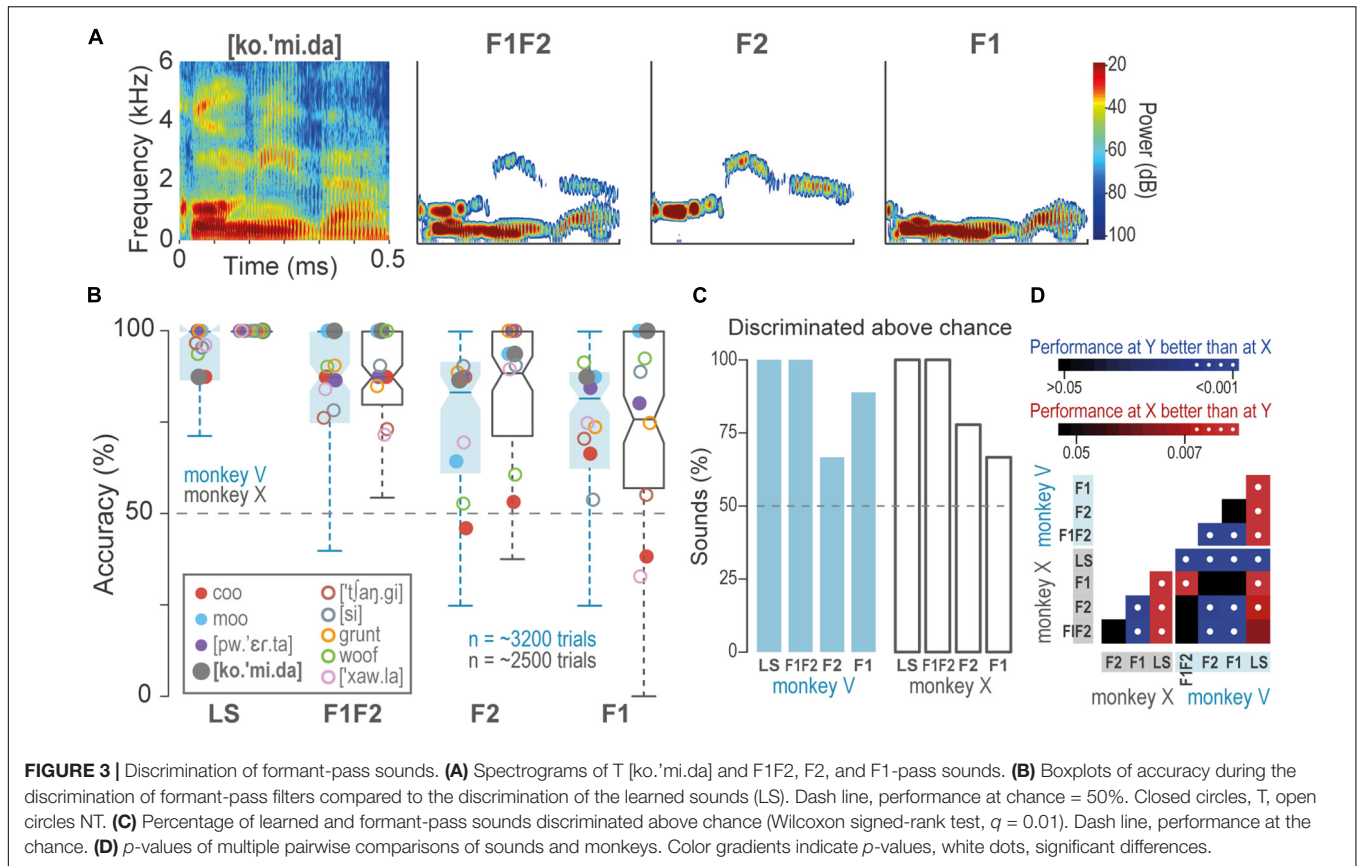 A
[ko.'mi.da]
F1F2
F2
F1
Frequency (kHz)
6
4
2
0
0
Time (ms)
0.5
-20
-40
-60
-80
-100
Power (dB)
B
Accuracy (%)
100
50
0
monkey V
monkey X
coo
moo
[pw.'ɛɾ.ta]
[ko.'mi.da]
['tʃaŋ.gi]
[si]
grunt
woof
['xaw.la]
n = ~3200 trials
n = ~2500 trials
LS
F1F2
F2
F1
C
Discriminated above chance
Sounds (%)
100
75
50
25
0
LS F1F2 F2 F1
monkey V
LS F1F2 F2 F1
monkey X
D
Performance at Y better than at X
>0.05 <0.001
Performance at X better than at Y
0.05 0.007
monkey V
F1
F2
F1F2
monkey X
LS
F1
F2
FIF2
F2 F1 LS F1F2 F2 F1 LS
monkey X monkey V
FIGURE 3 | Discrimination of formant-pass sounds. (A) Spectrograms of T [ko.'mi.da] and F1F2, F2, and F1-pass sounds. (B) Boxplots of accuracy during the
discrimination of formant-pass filters compared to the discrimination of the learned sounds (LS). Dash line, performance at chance = 50%. Closed circles, T, open
circles NT. (C) Percentage of learned and formant-pass sounds discriminated above chance (Wilcoxon signed-rank test, q = 0.01). Dash line, performance at the
chance. (D) p-values of multiple pairwise comparisons of sounds and monkeys. Color gradients indicate p-values, white dots, significant differences.